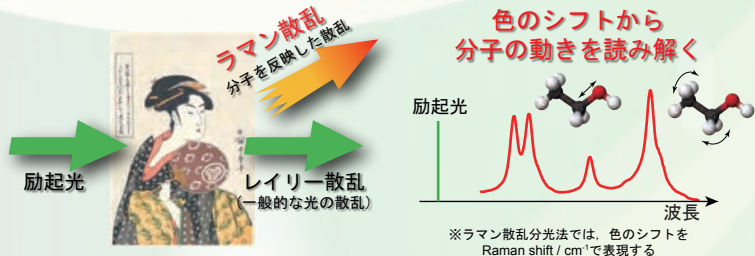 ラマン散乱
分子を反映した散乱
励起光
レイリー散乱
(一般的な光の散乱)
色のシフトから
分子の動きを読み解く
励起光
波長
※ラマン散乱分光法では，色のシフトを
Raman shift / cm⁻¹で表現する